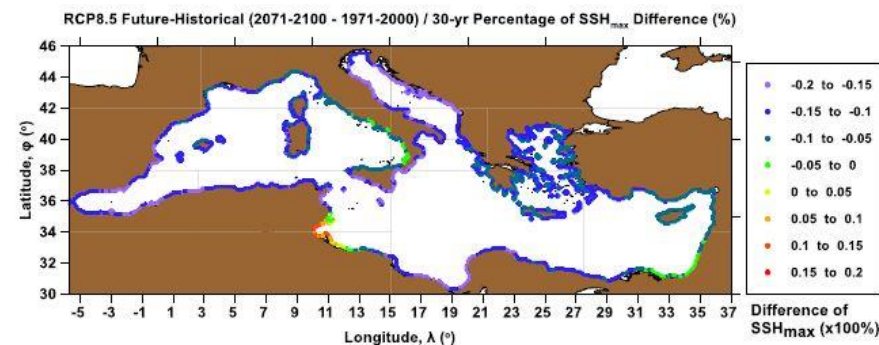 RCP8.5 Future-Historical (2071-2100 - 1971-2000) / 30-yr Percentage of SSHmax Difference (%)
46
44
42
40
38
36
34
32
30
Latitude, φ (°)
-5 -3 -1 1 3 5 7 9 11 13 15 17 19 21 23 25 27 29 31 33 35 37
Longitude, λ (°)
-0.2 to -0.15
-0.15 to -0.1
-0.1 to -0.05
-0.05 to 0
0 to 0.05
0.05 to 0.1
0.1 to 0.15
0.15 to 0.2
Difference of
SSHmax (x100%)